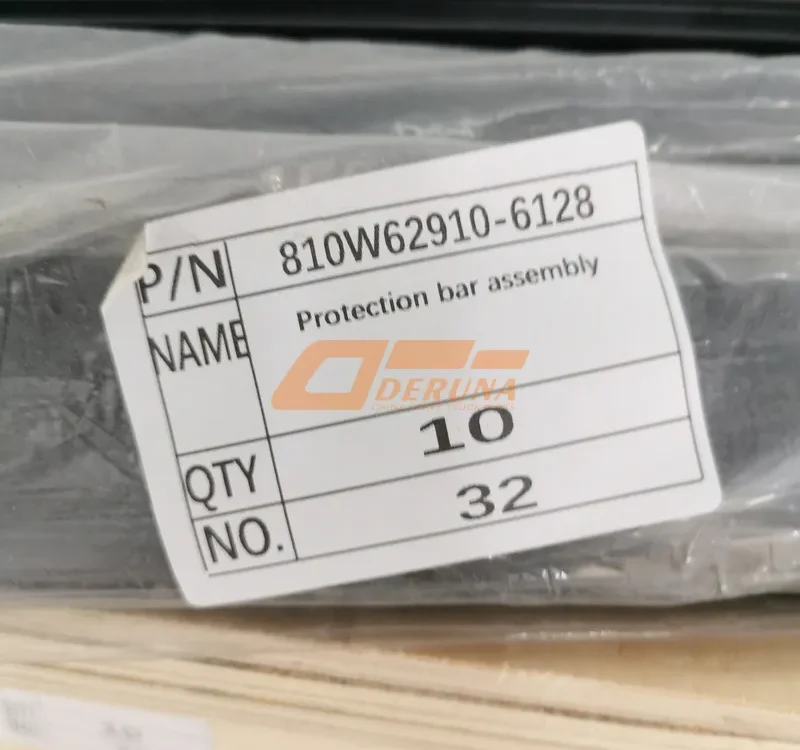 P/N 810W62910-6128
NAME Protection bar assembly
DERUNA
QTY 10
NO. 32